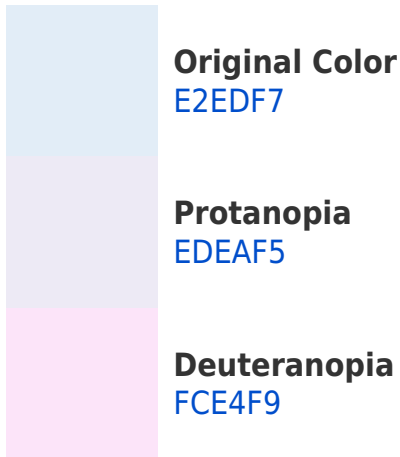 Original Color
E2EDF7
Protanopia
EDEAF5
Deuteranopia
FCE4F9